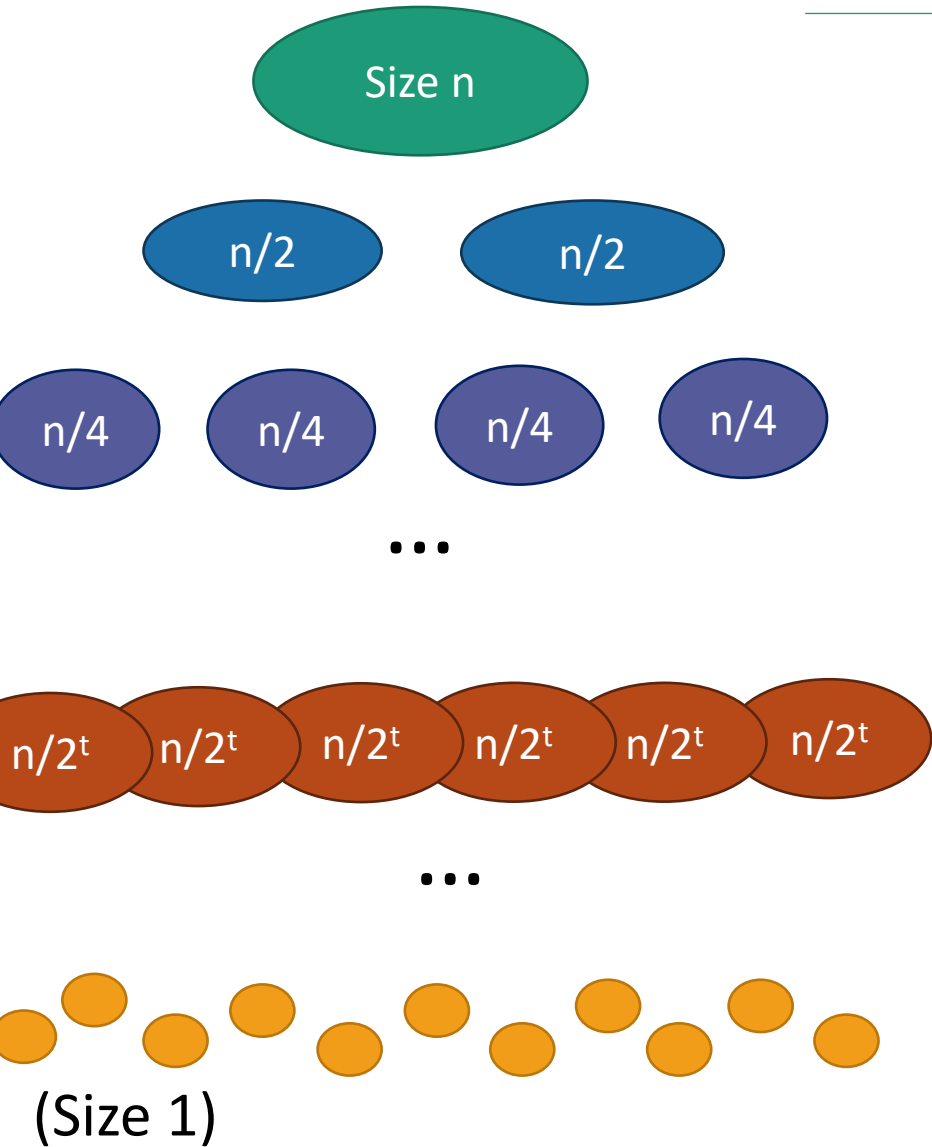 Size n
n/2 n/2
n/4 n/4 n/4 n/4
...
n/2ᵗ n/2ᵗ n/2ᵗ n/2ᵗ n/2ᵗ n/2ᵗ
...
(Size 1)